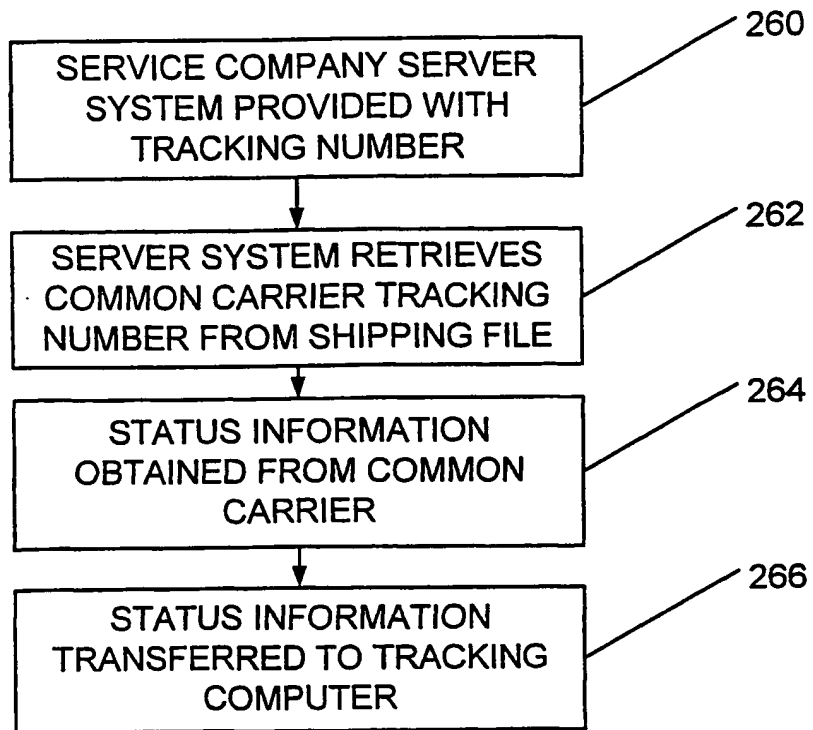 260
SERVICE COMPANY SERVER
SYSTEM PROVIDED WITH
TRACKING NUMBER
262
SERVER SYSTEM RETRIEVES
COMMON CARRIER TRACKING
NUMBER FROM SHIPPING FILE
264
STATUS INFORMATION
OBTAINED FROM COMMON
CARRIER
266
STATUS INFORMATION
TRANSFERRED TO TRACKING
COMPUTER